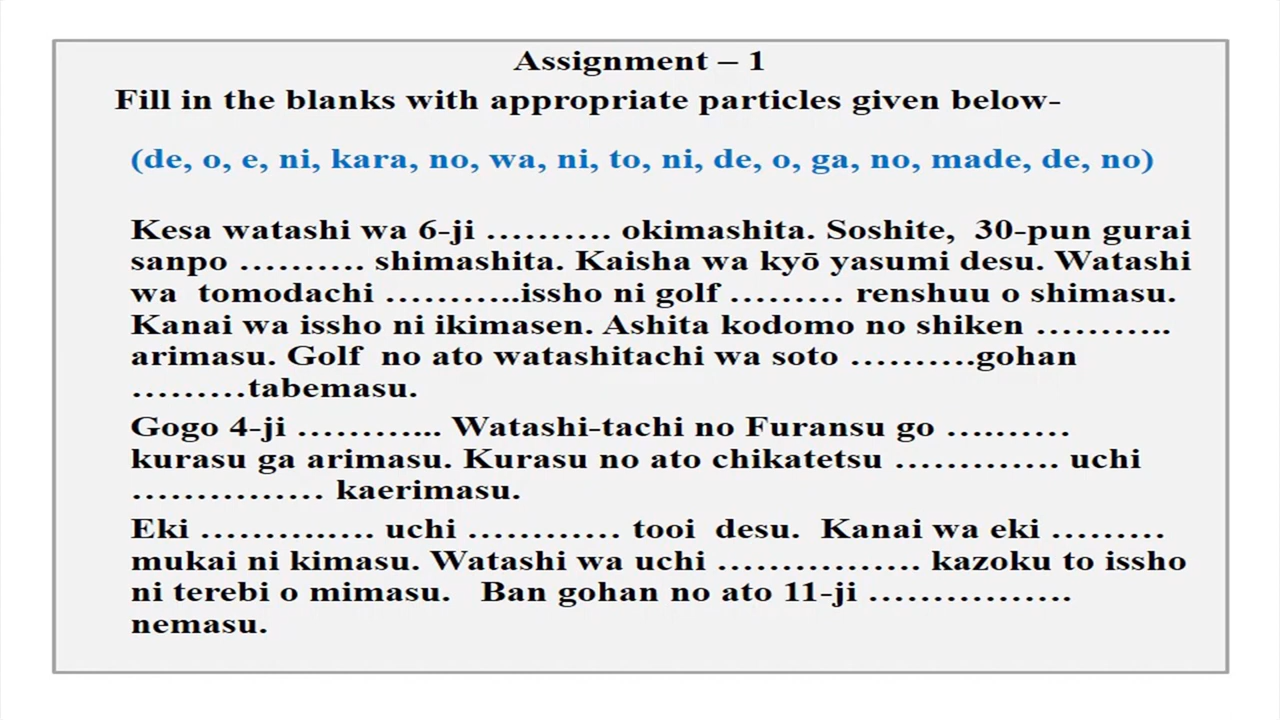 Assignment – 1
Fill in the blanks with appropriate particles given below-
(de, o, e, ni, kara, no, wa, ni, to, ni, de, o, ga, no, made, de, no)
Kesa watashi wa 6-ji ………. okimashita. Soshite, 30-pun gurai
sanpo ………. shimashita. Kaisha wa kyō yasumi desu. Watashi
wa tomodachi ………..issho ni golf ……… renshuu o shimasu.
Kanai wa issho ni ikimasen. Ashita kodomo no shiken ………..
arimasu. Golf no ato watashitachi wa soto ……….gohan
………tabemasu.
Gogo 4-ji ………... Watashi-tachi no Furansu go ….……
kurasu ga arimasu. Kurasu no ato chikatetsu …………. uchi
…………… kaerimasu.
Eki ……….…. uchi ………… tooi desu. Kanai wa eki ………
mukai ni kimasu. Watashi wa uchi ……………. kazoku to issho
ni terebi o mimasu. Ban gohan no ato 11-ji …………….
nemasu.